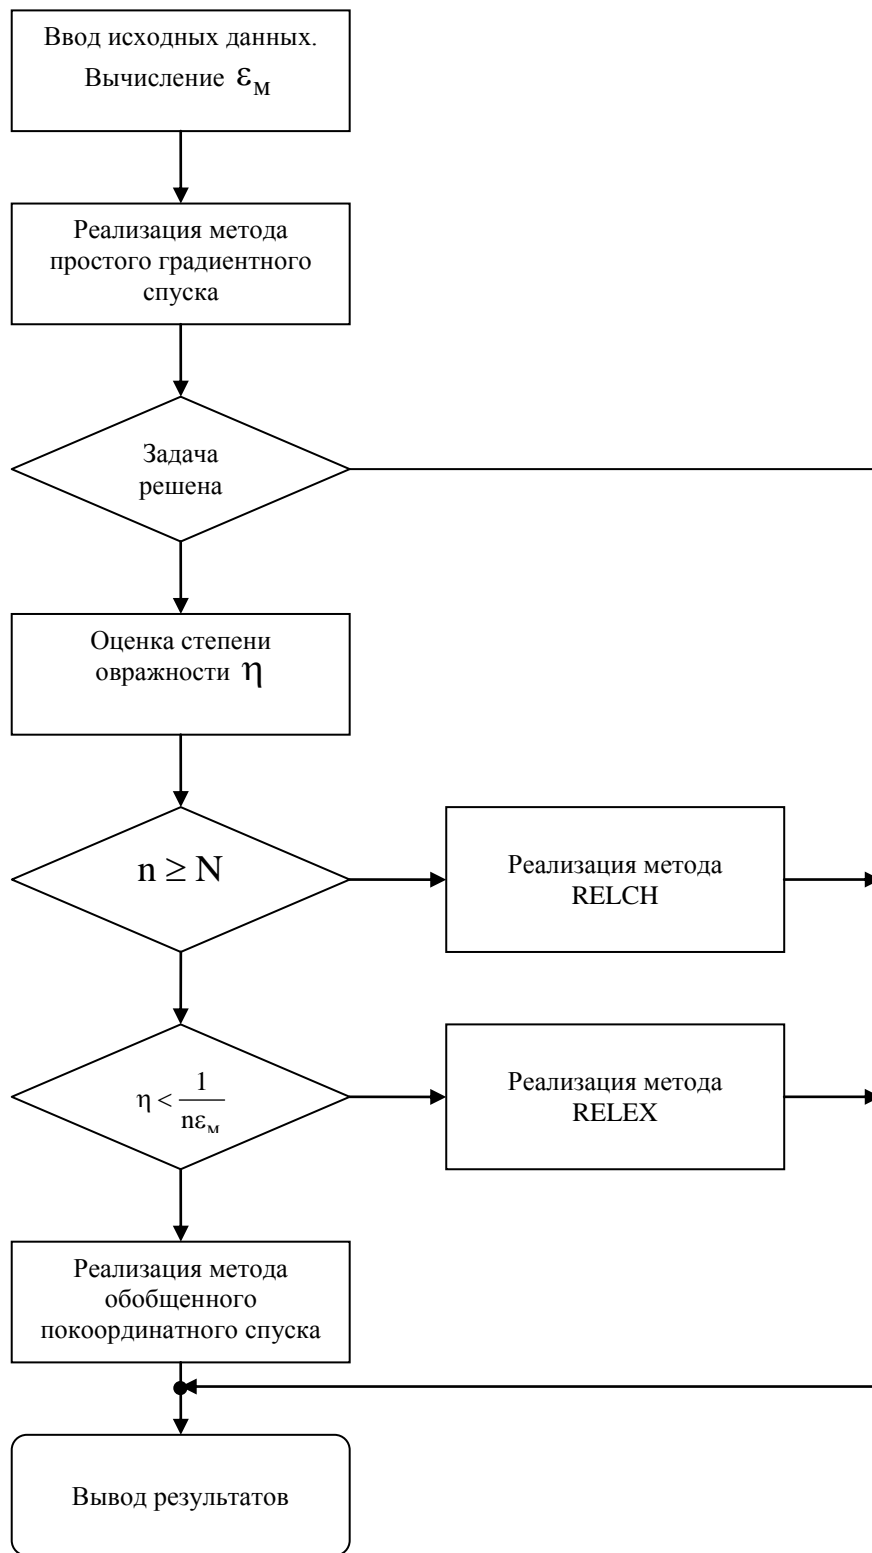 Ввод исходных данных.
Вычисление ε_м
Реализация метода
простого градиентного
спуска
Задача
решена
Оценка степени
овражности η
n ≥ N
Реализация метода
RELCH
η < 1/(nε_м)
Реализация метода
RELEX
Реализация метода
обобщенного
покоординатного спуска
Вывод результатов